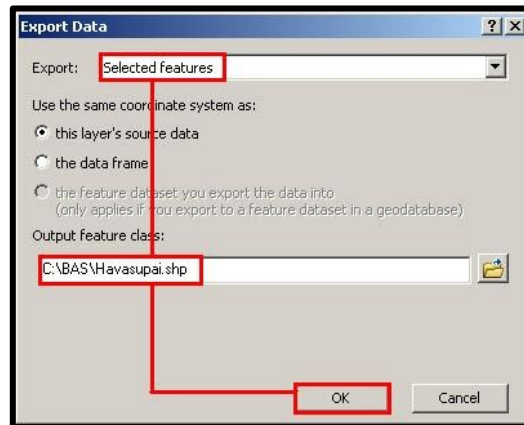 Export Data
Export: Selected features
Use the same coordinate system as:
this layer's source data
the data frame
the feature dataset you export the data into
(only applies if you export to a feature dataset in a geodatabase)
Output feature class:
C:\BAS\Havasupai.shp
OK Cancel